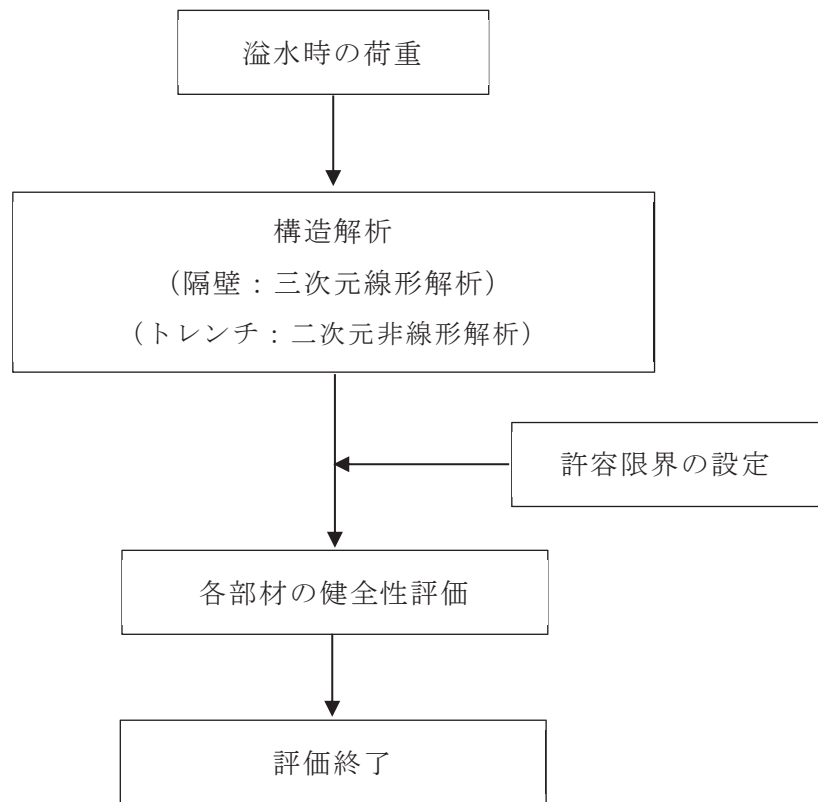 溢水時の荷重
構造解析
（隔壁：三次元線形解析）
（トレンチ：二次元非線形解析）
許容限界の設定
各部材の健全性評価
評価終了